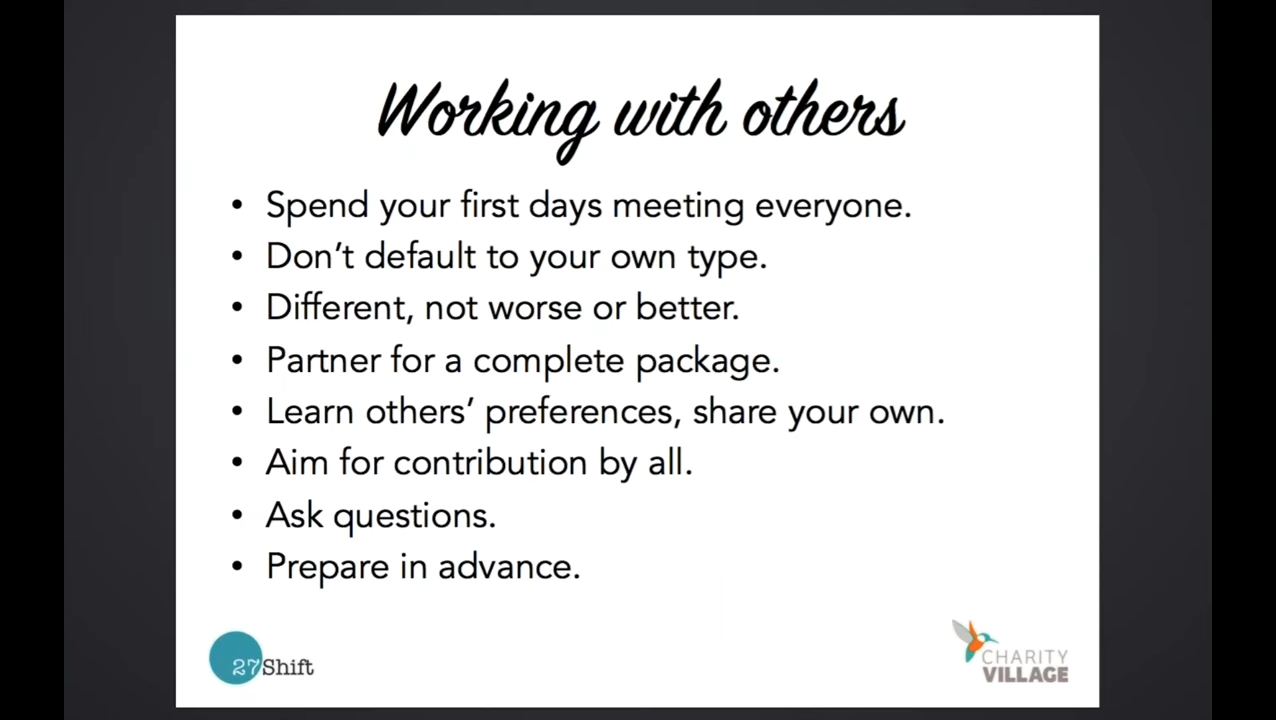 Working with others
• Spend your first days meeting everyone.
• Don’t default to your own type.
• Different, not worse or better.
• Partner for a complete package.
• Learn others’ preferences, share your own.
• Aim for contribution by all.
• Ask questions.
• Prepare in advance.
27Shift
CHARITY
VILLAGE